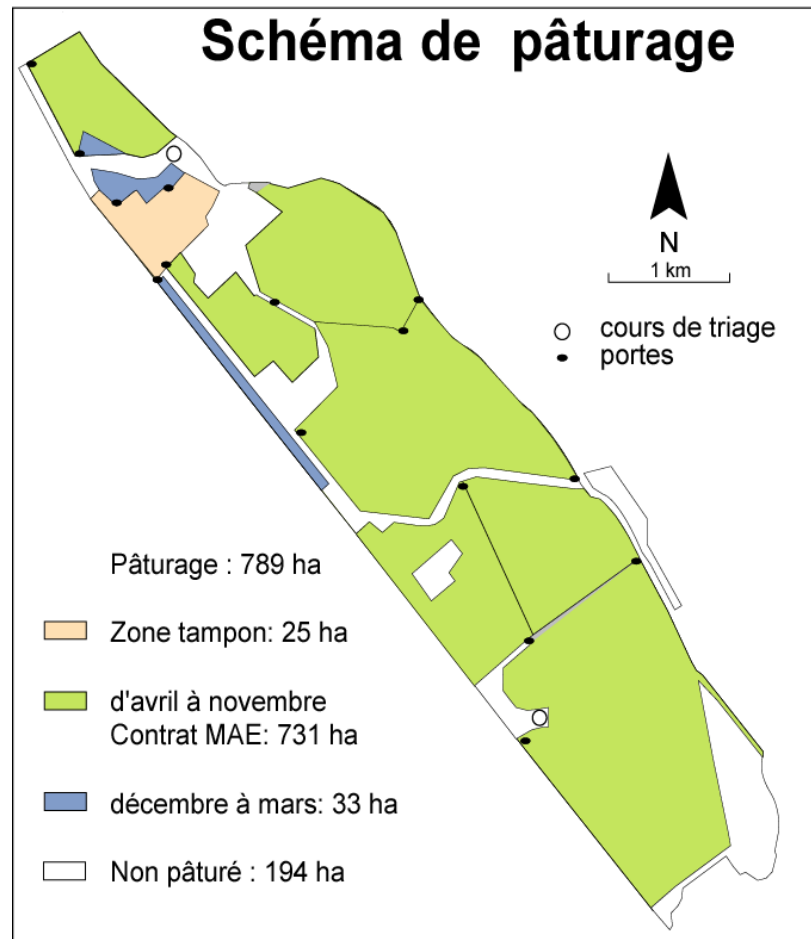 Schéma de pâturage
N
1 km
cours de triage
portes
Pâturage : 789 ha
Zone tampon: 25 ha
d'avril à novembre
Contrat MAE: 731 ha
décembre à mars: 33 ha
Non pâturé : 194 ha